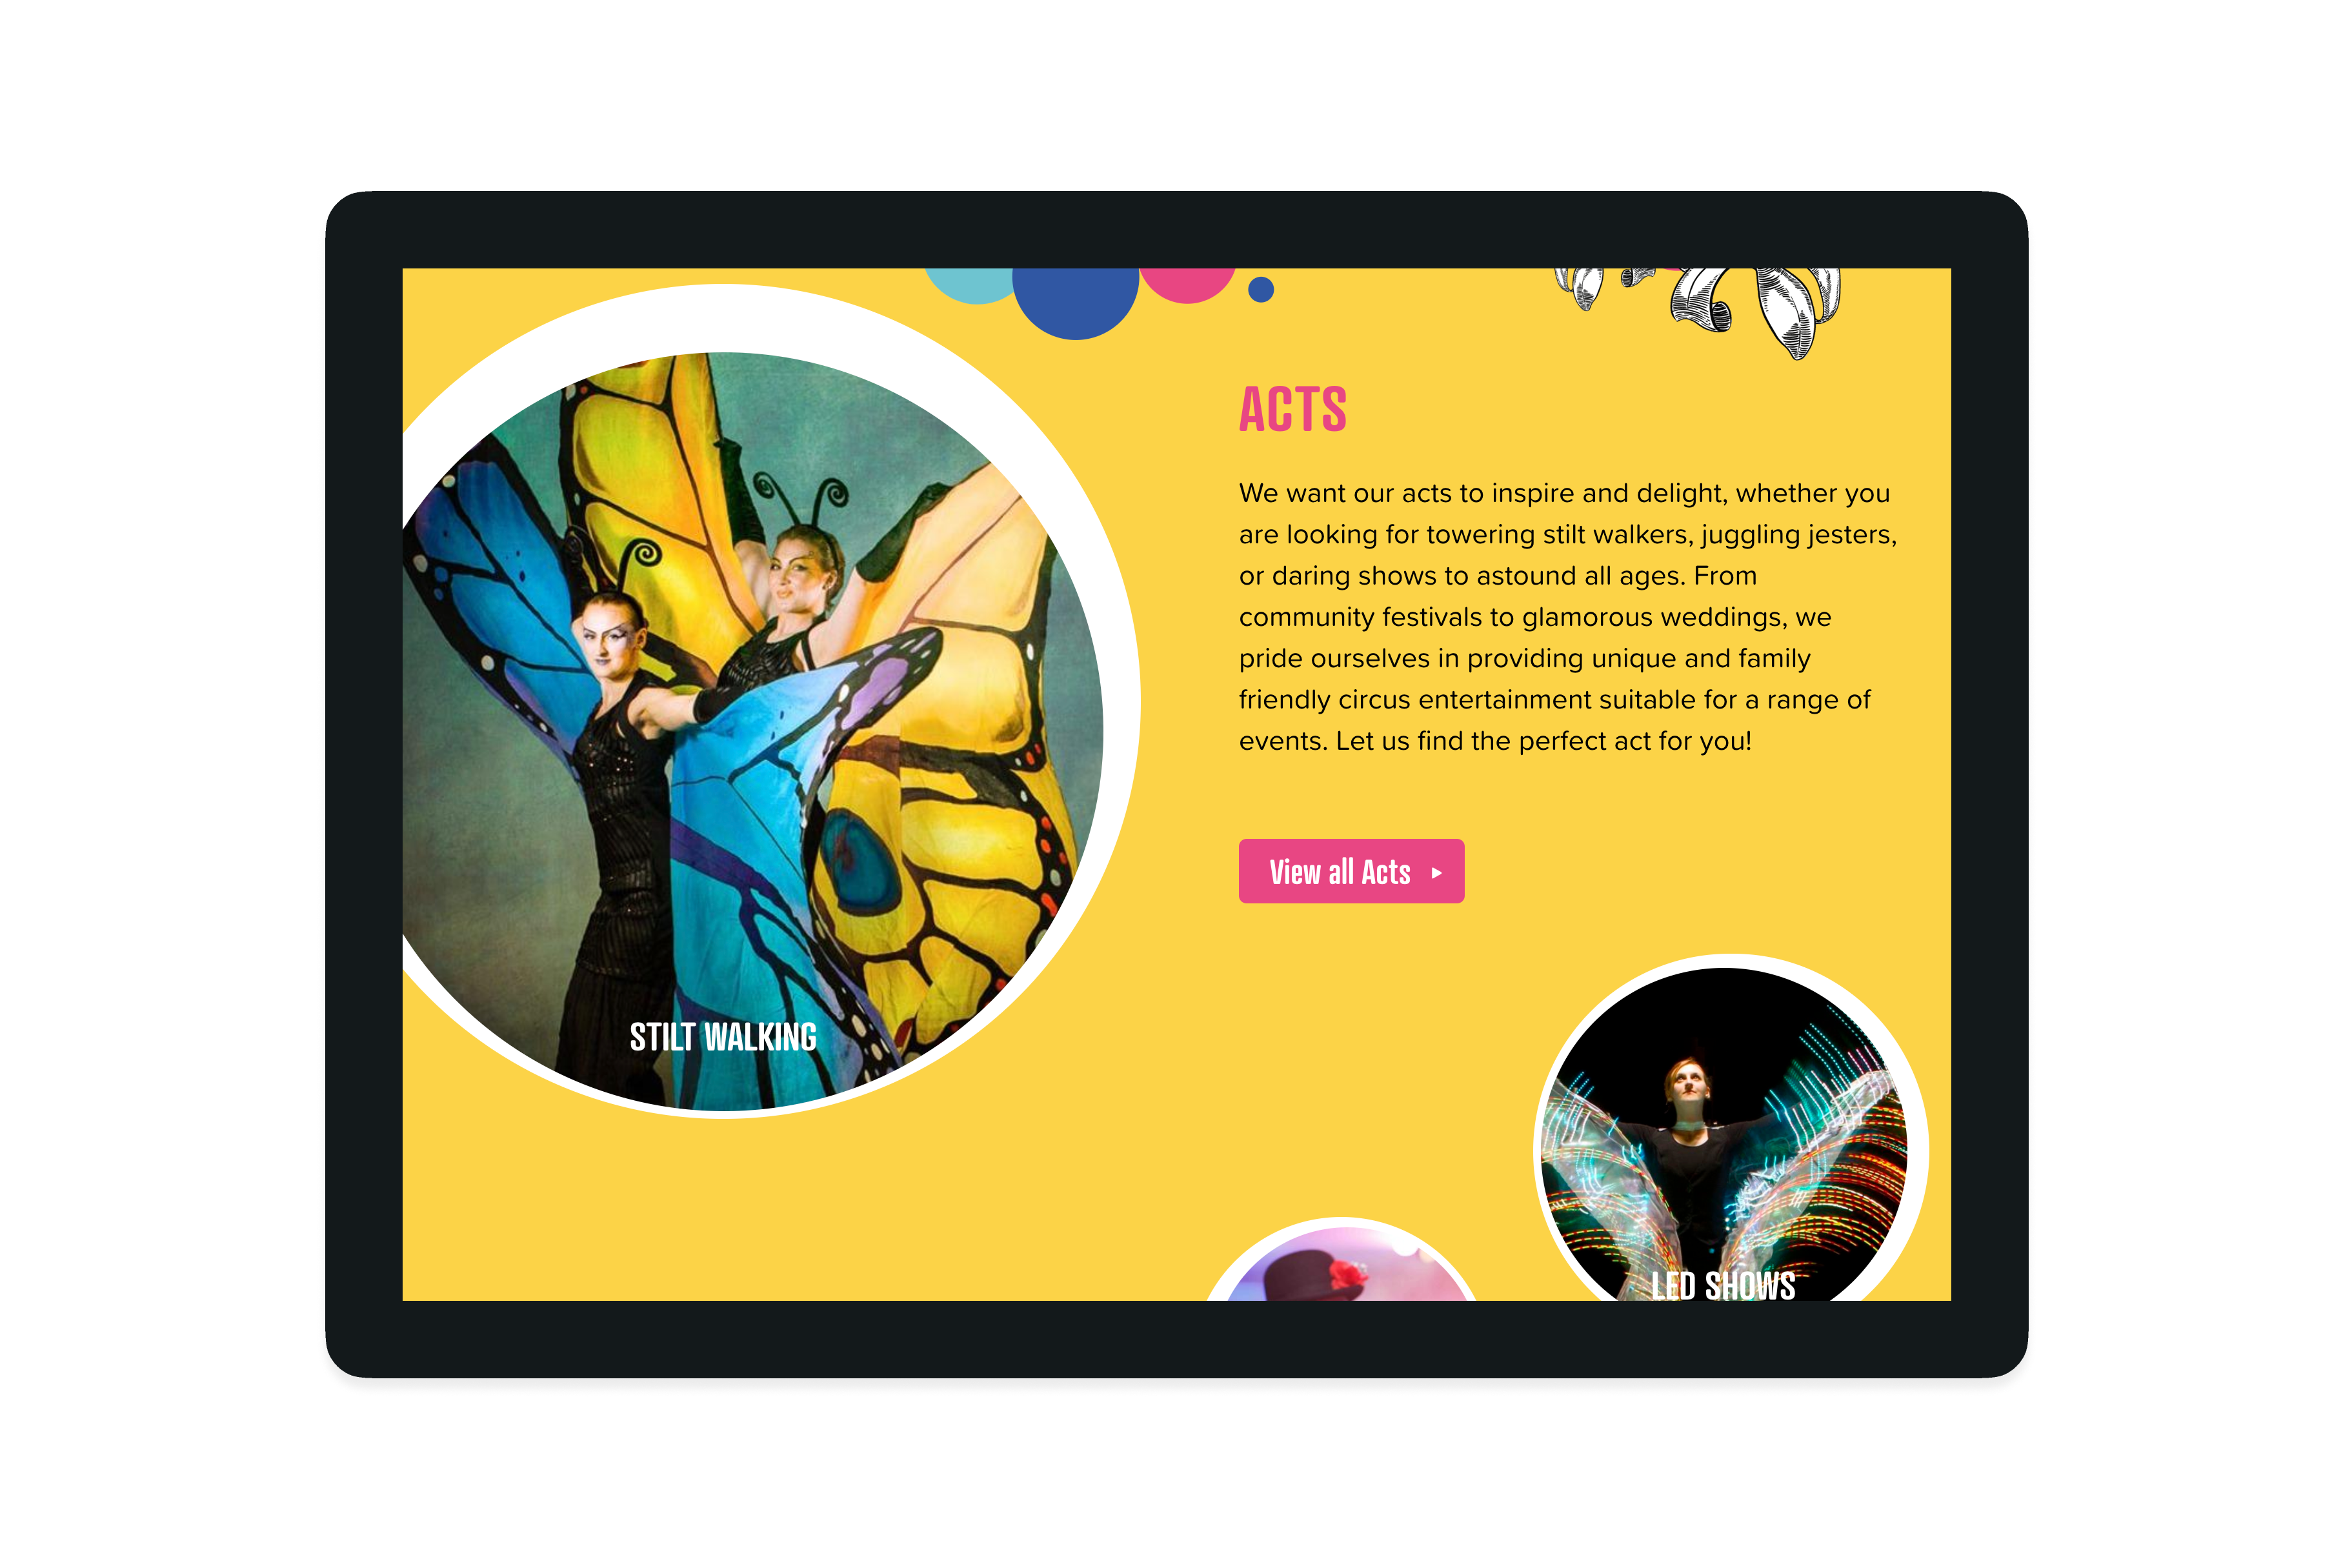 ACTS
We want our acts to inspire and delight, whether you
are looking for towering stilt walkers, juggling jesters,
or daring shows to astound all ages. From
community festivals to glamorous weddings, we
pride ourselves in providing unique and family
friendly circus entertainment suitable for a range of
events. Let us find the perfect act for you!
View all Acts
STILT WALKING
LED SHOWS